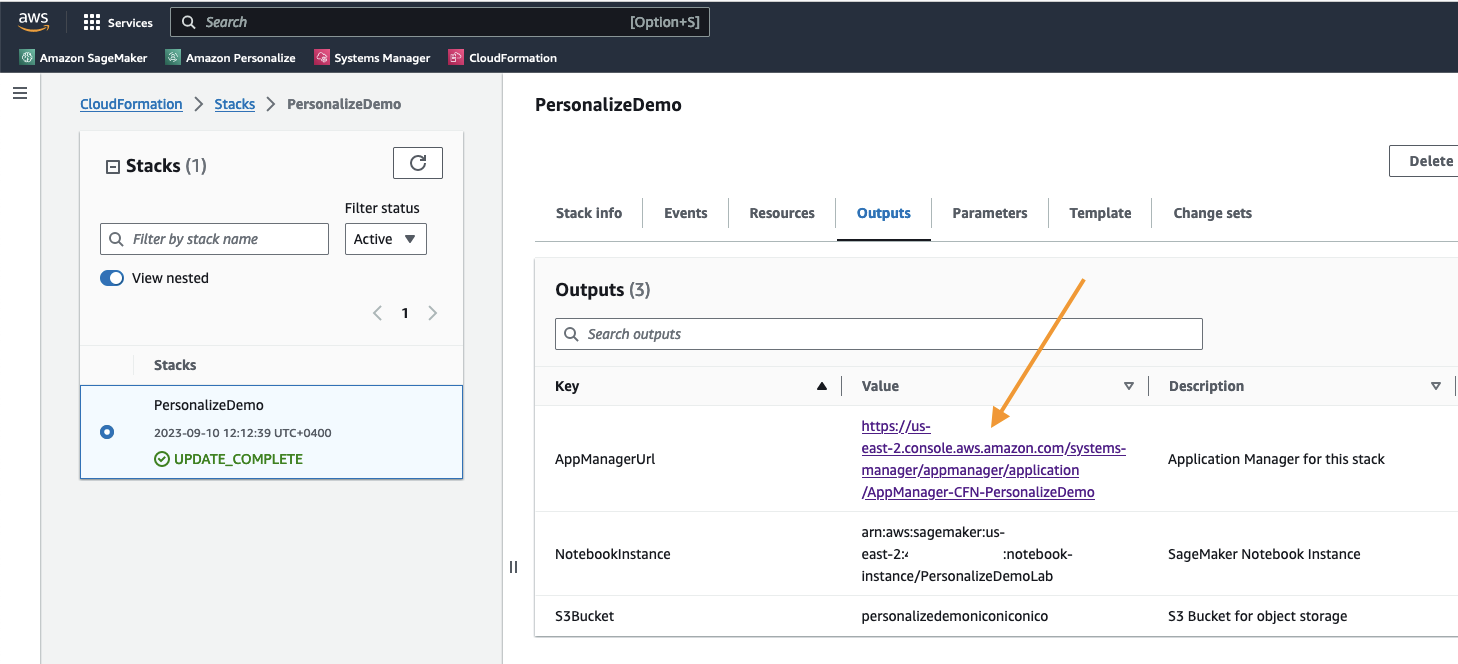 aws
Services
Search
[Option+S]
Amazon SageMaker
Amazon Personalize
Systems Manager
CloudFormation
CloudFormation
Stacks
PersonalizeDemo
Stacks (1)
Filter status
Filter by stack name
Active
View nested
1
Stacks
PersonalizeDemo
2023-09-10 12:12:39 UTC+0400
UPDATE_COMPLETE
PersonalizeDemo
Delete
Stack info
Events
Resources
Outputs
Parameters
Template
Change sets
Outputs (3)
Search outputs
Key
Value
Description
AppManagerUrl
https://us-
east-2.console.aws.amazon.com/systems-
manager/appmanager/application
/AppManager-CFN-PersonalizeDemo
Application Manager for this stack
NotebookInstance
arn:aws:sagemaker:us-
east-2: :notebook-
instance/PersonalizeDemoLab
SageMaker Notebook Instance
S3Bucket
personalizedemoniconiconico
S3 Bucket for object storage